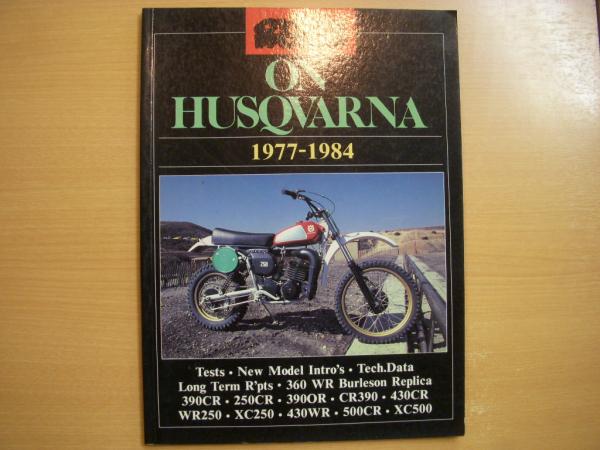 ON
HUSQVARNA
1977-1984
250
Tests · New Model Intro's · Tech.Data
Long Term R'pts · 360 WR Burleson Replica
390CR · 250CR · 390OR · CR390 · 430CR
WR250 · XC250 · 430WR · 500CR · XC500